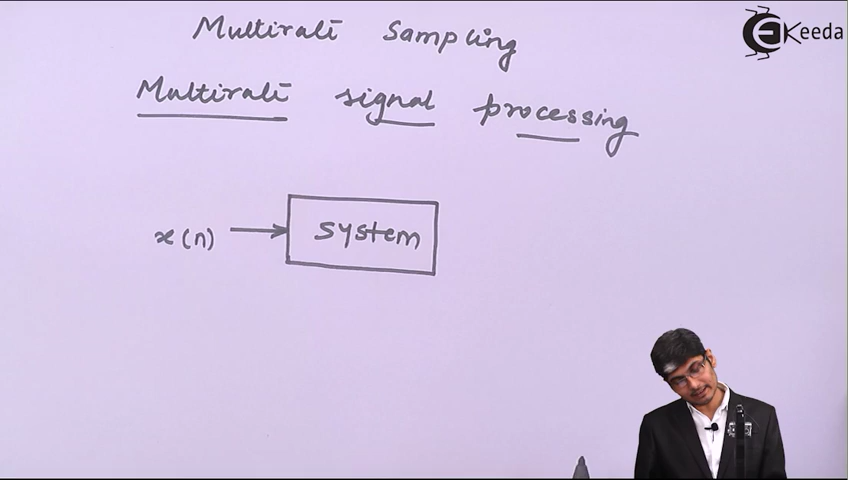 Multirate Sampling
Multirate signal processing
x(n)
system
EKeeda